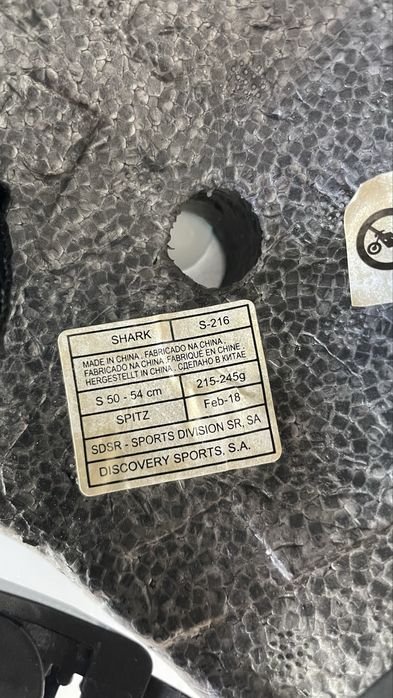 SHARK S-216
MADE IN CHINA . FABRICADO NA CHINA .
FABRICADO NA CHINA .FABRIQUE EN CHINE .
HERGESTELLT IN CHINA . СДЕЛАНО В КИТАЕ
S 50 - 54 cm 215-245g
SPITZ Feb-18
SDSR - SPORTS DIVISION SR, SA
DISCOVERY SPORTS, S.A.